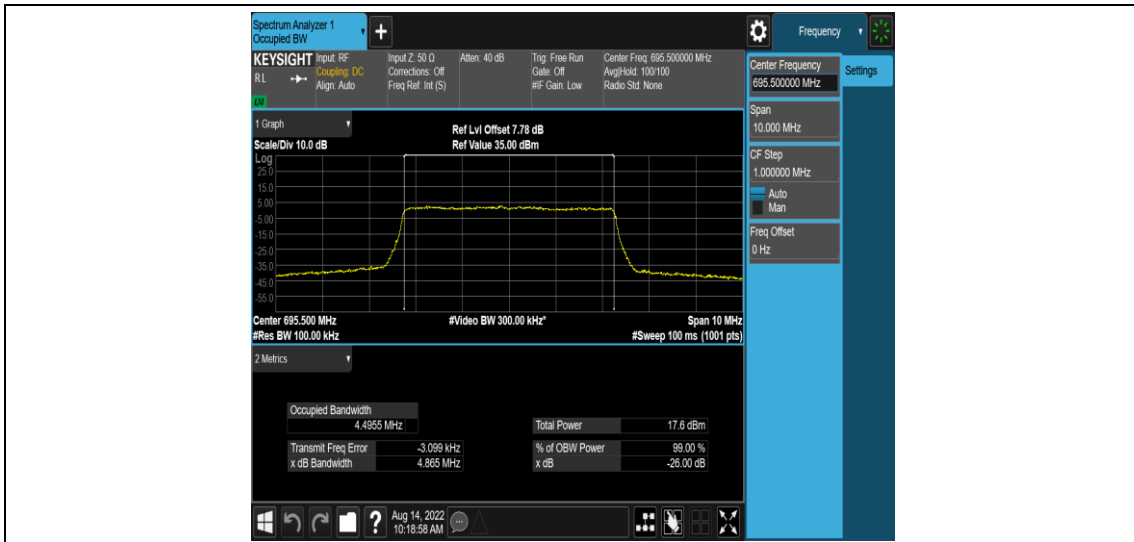 Spectrum Analyzer 1
Occupied BW
+
Frequency
KEYSIGHT Input: RF Input Z: 50 Ω Atten: 40 dB Trig: Free Run Center Freq: 695.500000 MHz
RL Coupling: DC Corrections: Off Gate: Off Avg|Hold: 100/100
Align: Auto Freq Ref: Int (S) #IF Gain: Low Radio Std: None
LXI
Center Frequency
695.500000 MHz
Settings
Span
10.000 MHz
CF Step
1.000000 MHz
Auto
Man
Freq Offset
0 Hz
1 Graph
Ref Lvl Offset 7.78 dB
Scale/Div 10.0 dB Ref Value 35.00 dBm
Log
25.0
15.0
5.00
-5.00
-15.0
-25.0
-35.0
-45.0
-55.0
Center 695.500 MHz #Video BW 300.00 kHz* Span 10 MHz
#Res BW 100.00 kHz #Sweep 100 ms (1001 pts)
2 Metrics
Occupied Bandwidth
4.4955 MHz Total Power 17.6 dBm
Transmit Freq Error -3.099 kHz % of OBW Power 99.00 %
x dB Bandwidth 4.865 MHz x dB -26.00 dB
? Aug 14, 2022
10:18:58 AM